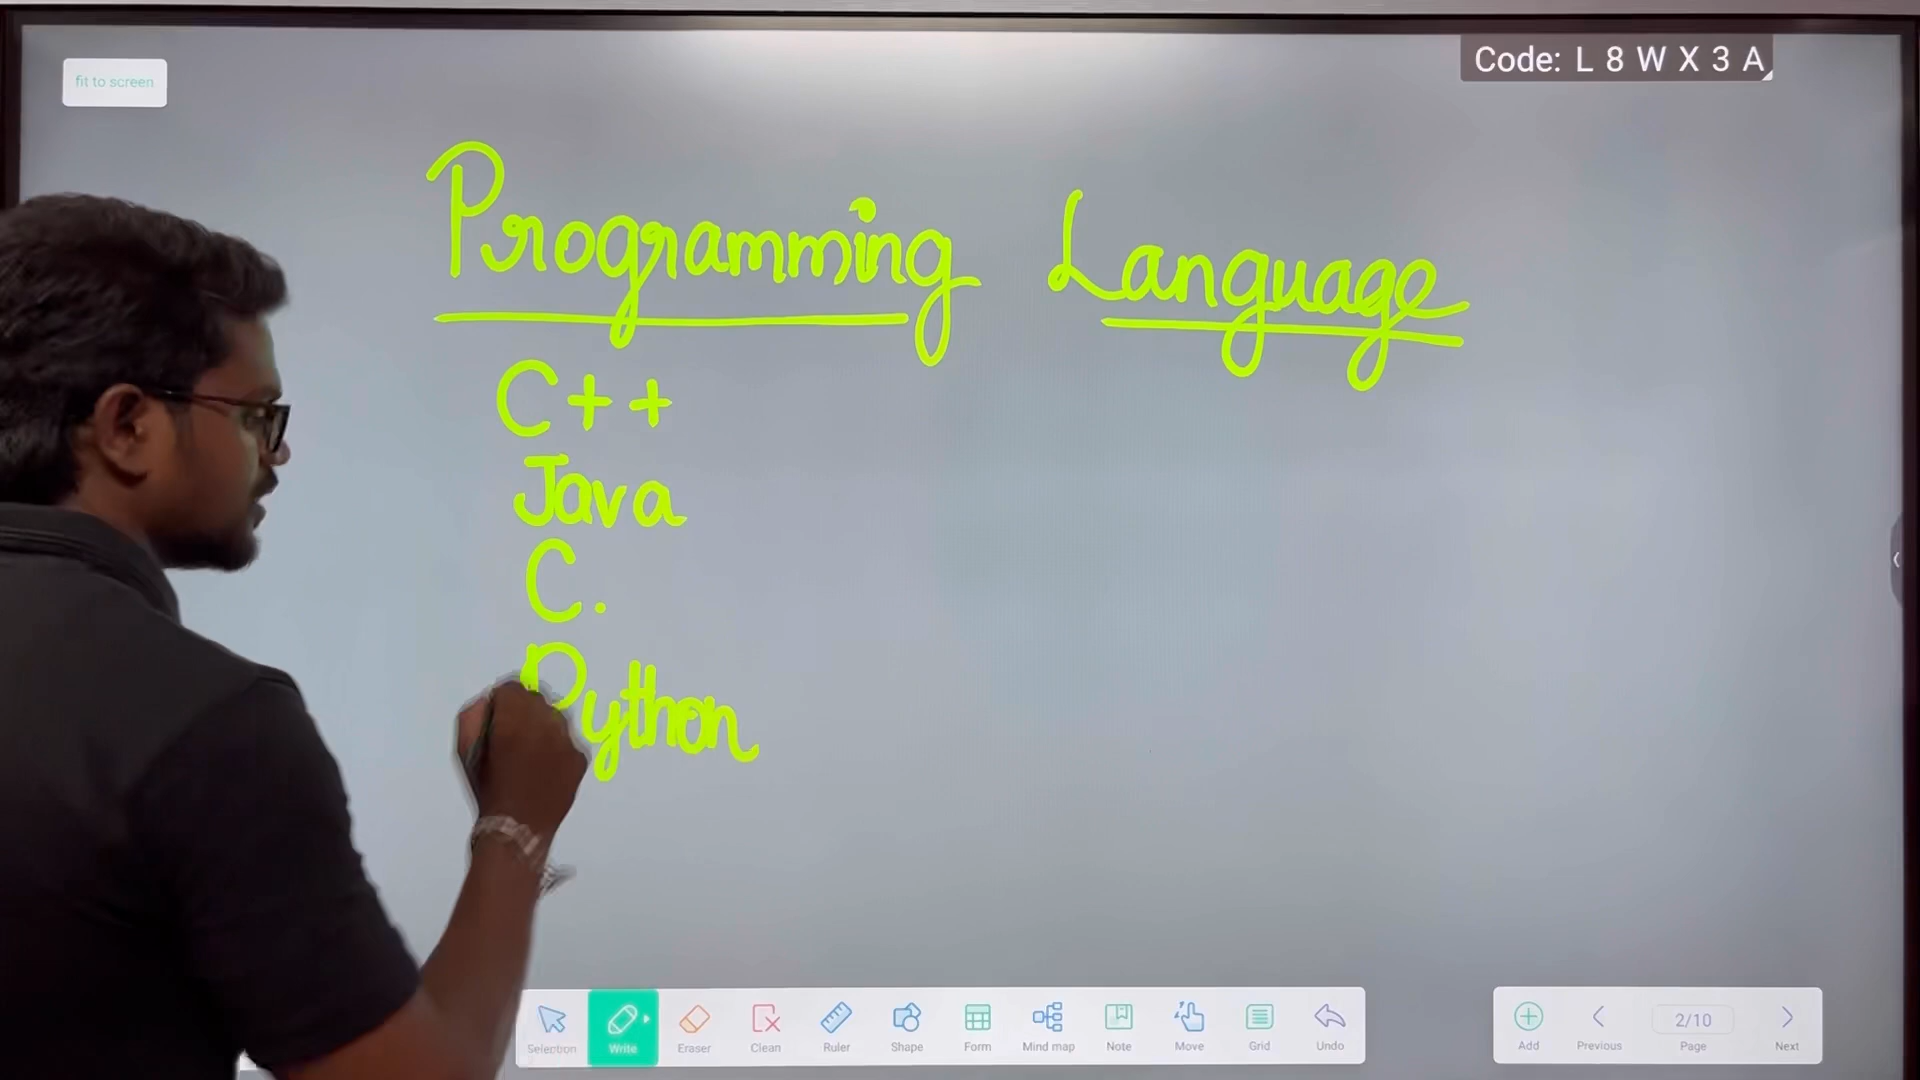 fit to screen
Code: L 8 W X 3 A
Programming Language
C++
Java
C.
Python
Selection Write Eraser Clean Ruler Shape Form Mind map Note Move Grid Undo
Add Previous 2/10 Page Next